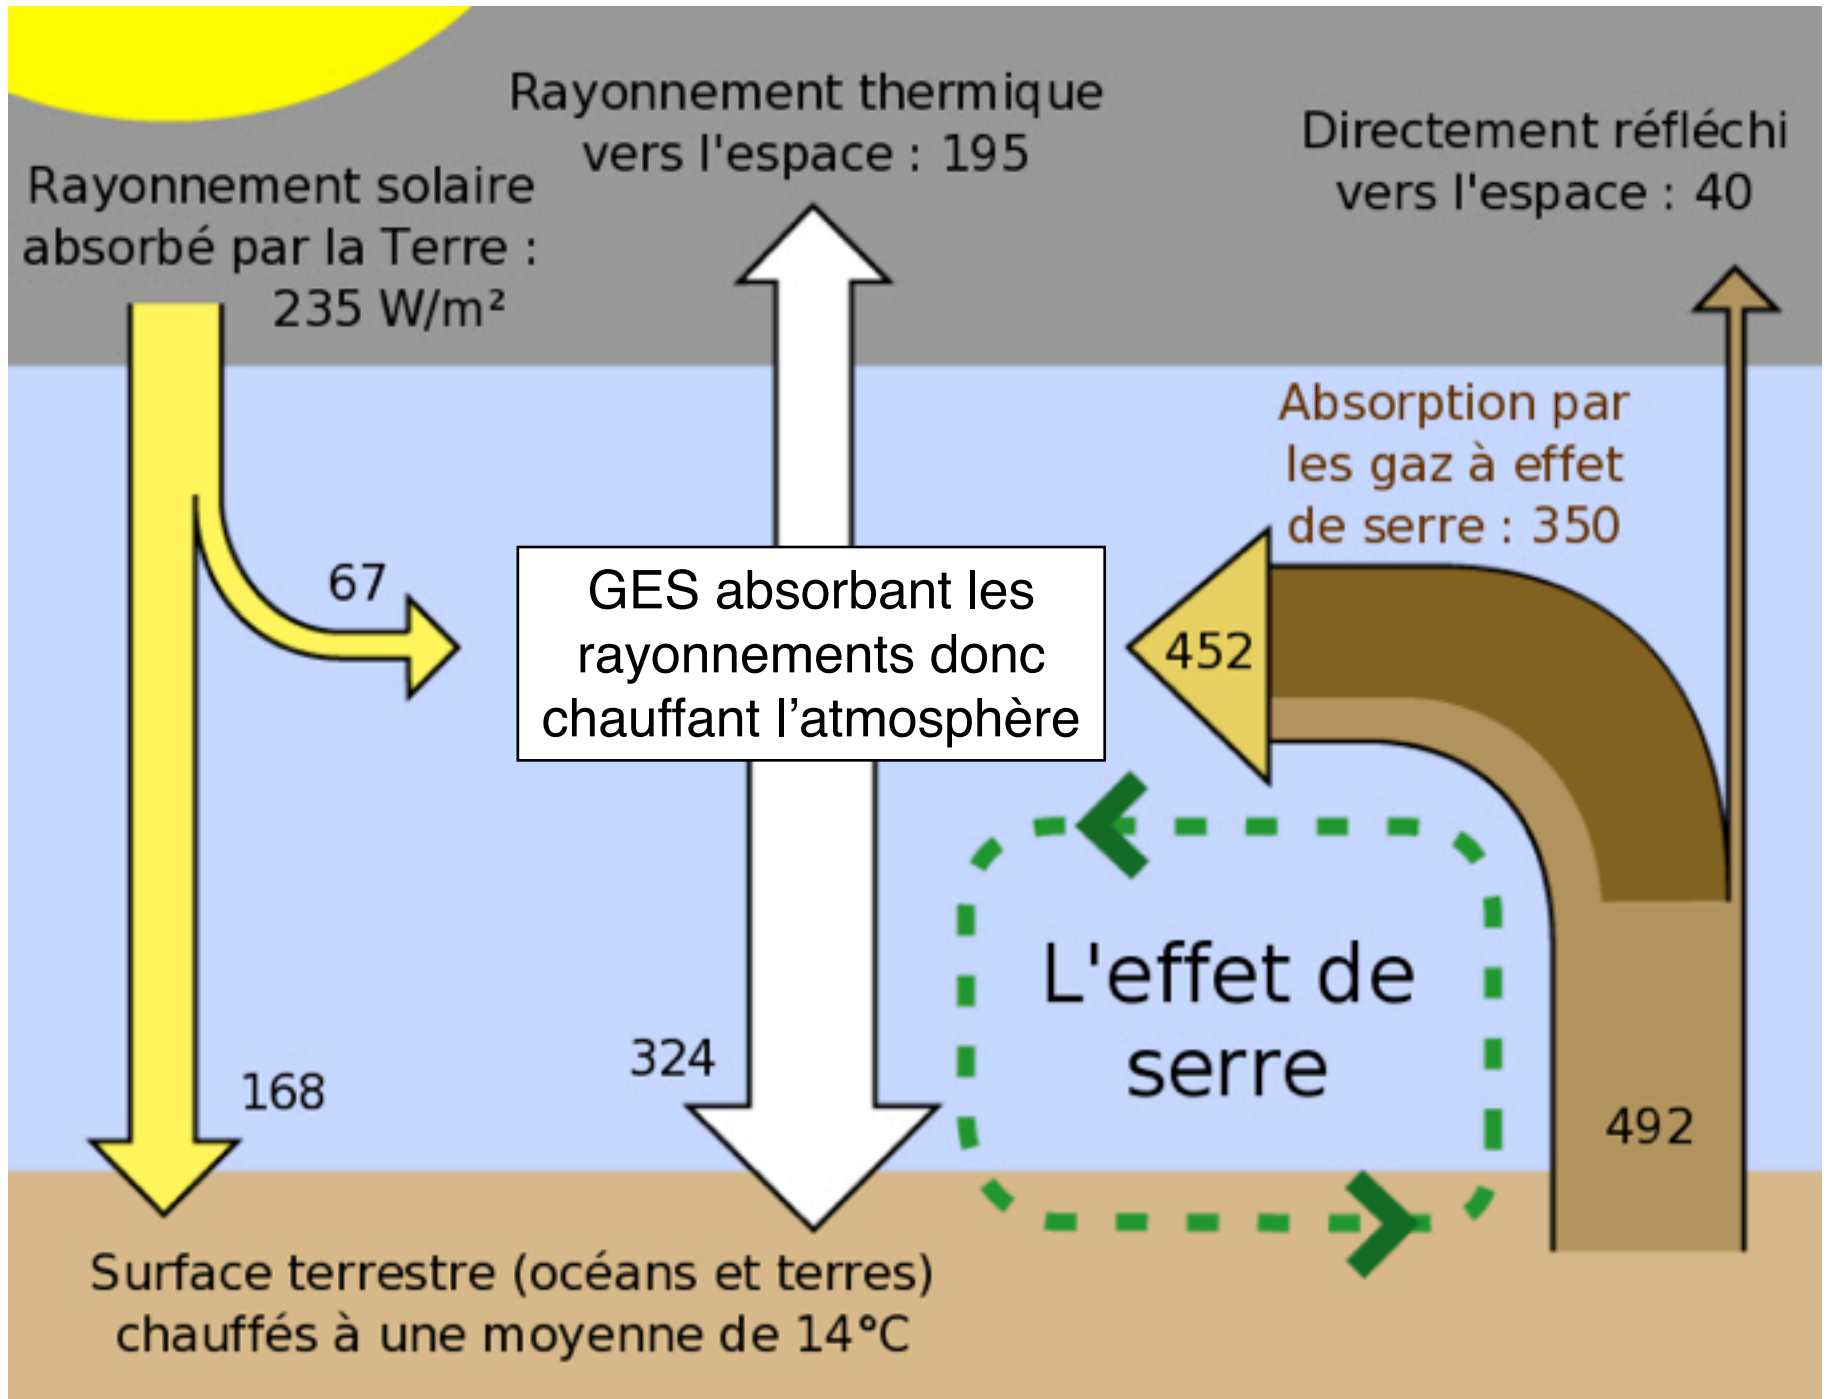 Rayonnement thermique
vers l'espace : 195
Directement réfléchi
vers l'espace : 40
Rayonnement solaire
absorbé par la Terre :
235 W/m²
Absorption par
les gaz à effet
de serre : 350
67
GES absorbant les
rayonnements donc
chauffant l’atmosphère
452
L'effet de
serre
324
168
492
Surface terrestre (océans et terres)
chauffés à une moyenne de 14°C